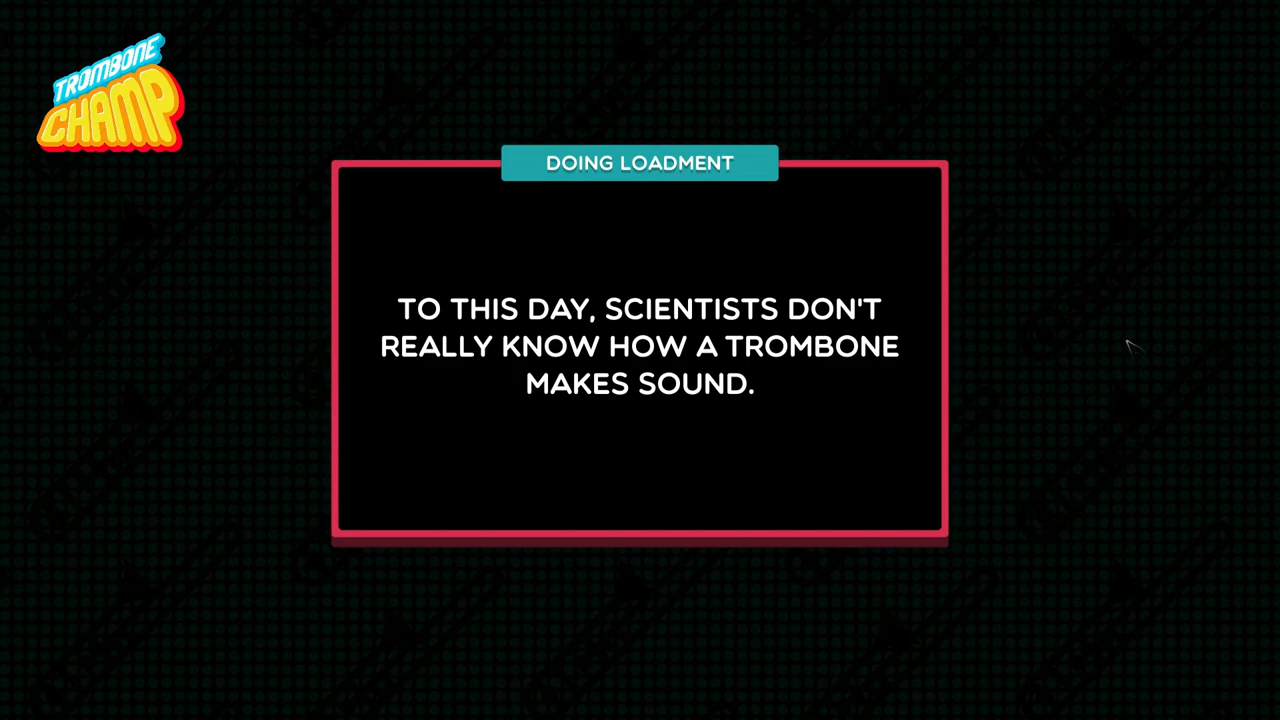 TROMBONE
CHAMP
DOING LOADMENT
TO THIS DAY, SCIENTISTS DON'T
REALLY KNOW HOW A TROMBONE
MAKES SOUND.